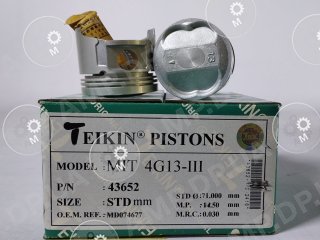 TEIKIN® PISTONS
MODEL : MIT 4G13-III
P/N : 43652
SIZE : STD mm
O.E.M. REF.: MD074677
STD Ø: 71.000 mm
M.P.: 14.50 mm
M.R.C.: 0.030 mm